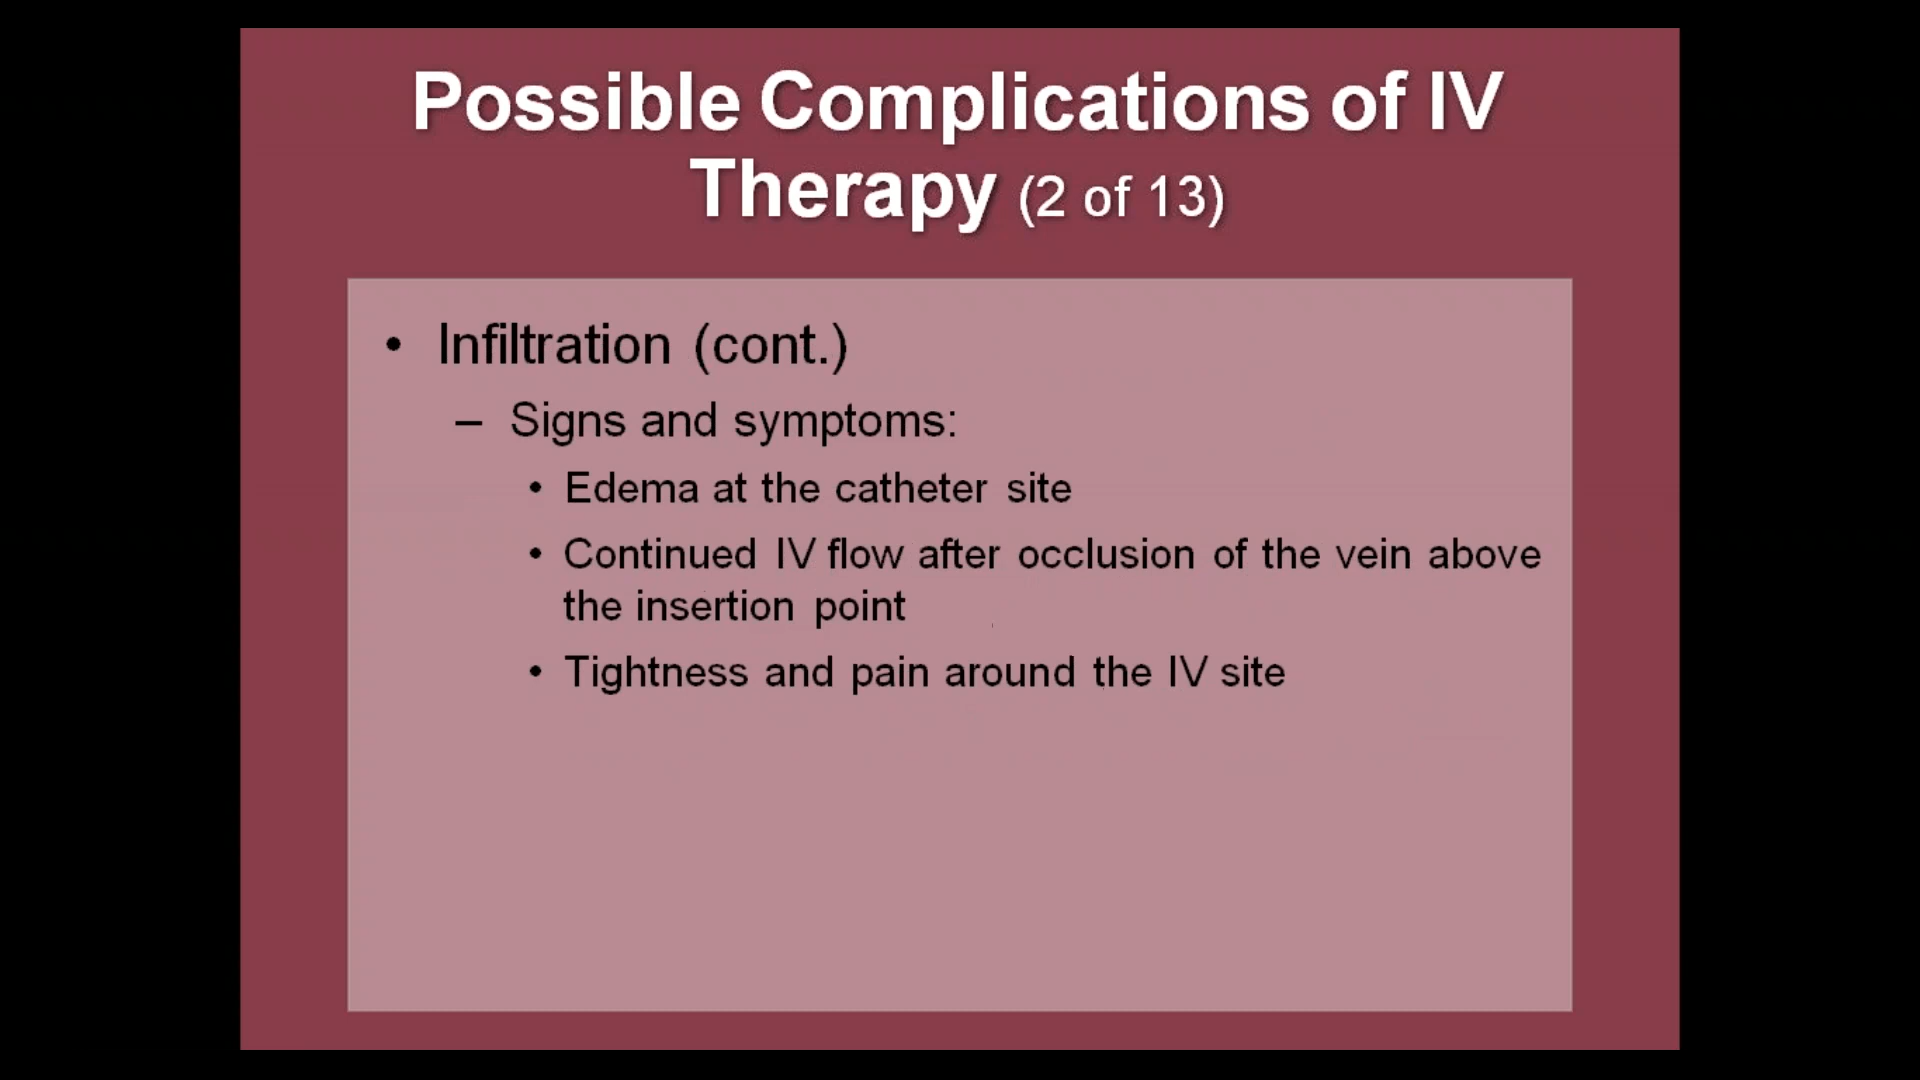 Possible Complications of IV
Therapy (2 of 13)
• Infiltration (cont.)
– Signs and symptoms:
• Edema at the catheter site
• Continued IV flow after occlusion of the vein above
the insertion point
• Tightness and pain around the IV site